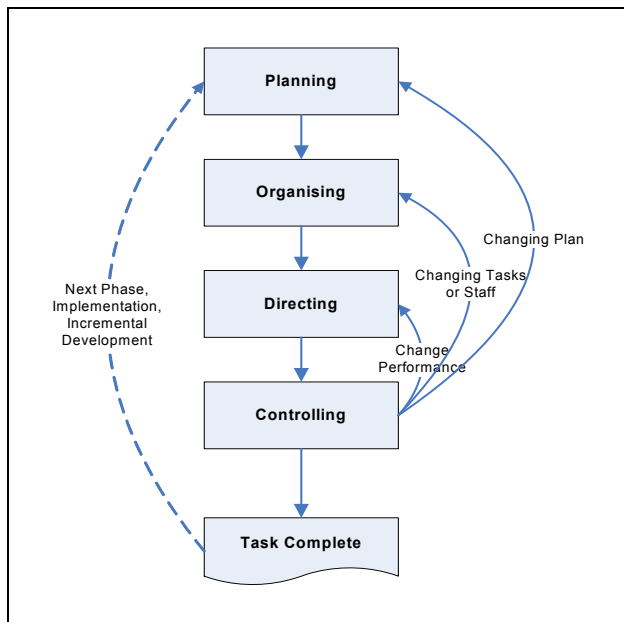 Planning
Organising
Changing Plan
Changing Tasks
or Staff
Next Phase,
Implementation,
Incremental
Development
Directing
Change
Performance
Controlling
Task Complete